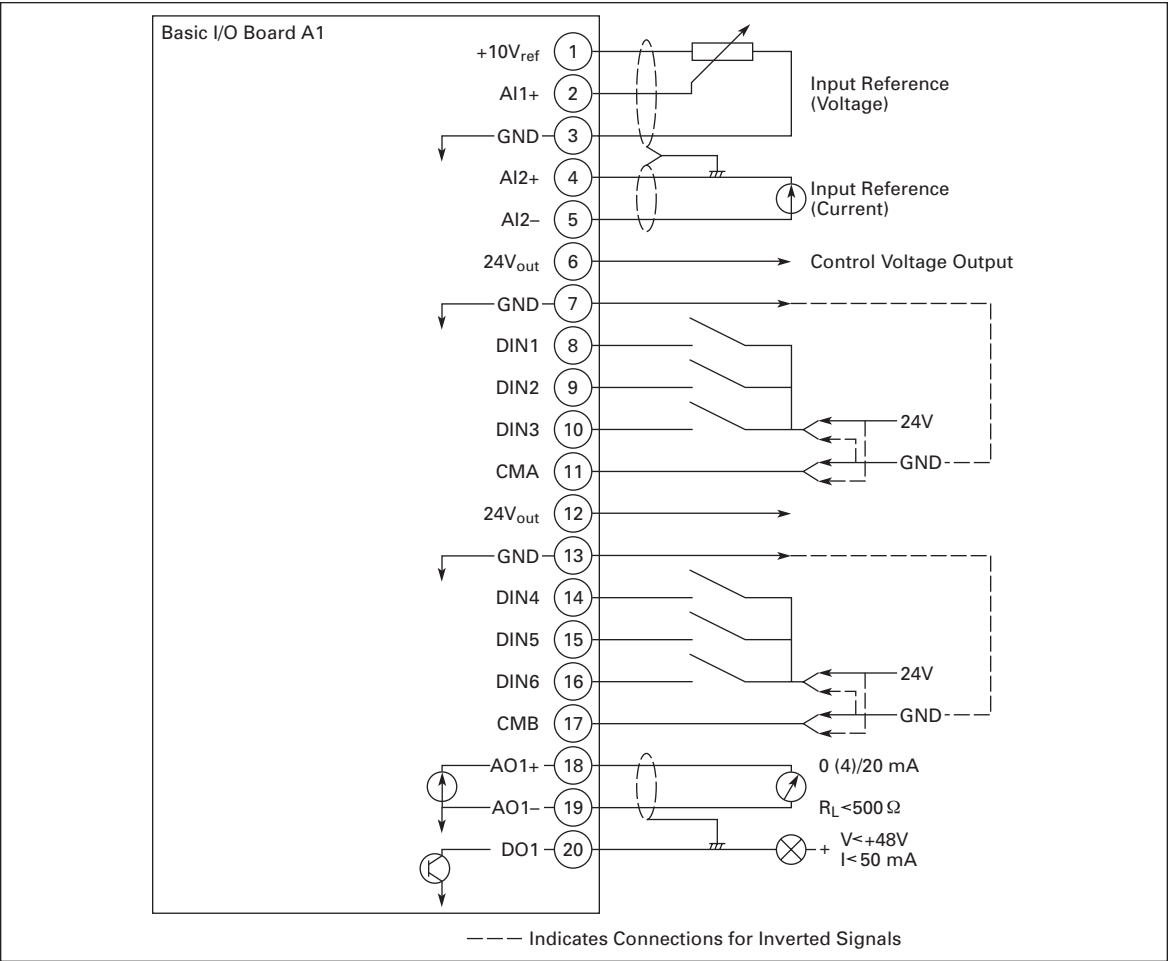 Basic I/O Board A1
+10Vref
1
AI1+
2
Input Reference
(Voltage)
GND
3
AI2+
4
Input Reference
(Current)
AI2–
5
24Vout
6
Control Voltage Output
GND
7
DIN1
8
DIN2
9
DIN3
10
24V
CMA
11
GND
24Vout
12
GND
13
DIN4
14
DIN5
15
DIN6
16
24V
CMB
17
GND
AO1+
18
0 (4)/20 mA
AO1–
19
RL<500 Ω
DO1
20
+
V<+48V
I<50 mA
Indicates Connections for Inverted Signals